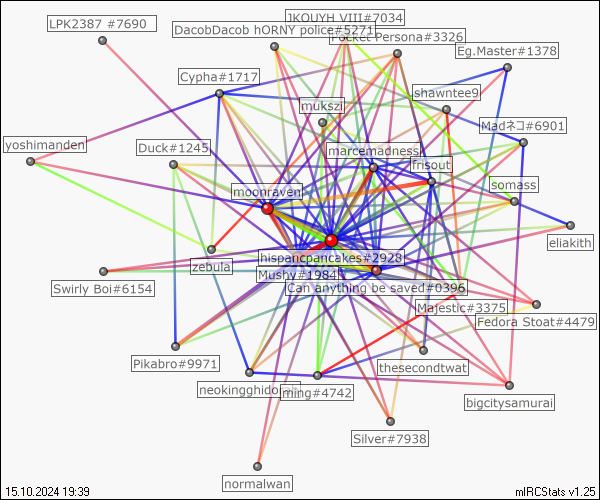 JKOUYH VIII#7034
LPK2387 #7690
DacobDacob hORNY police#5271
Pocket Persona#3326
Eg.Master#1378
Cypha#1717
shawntee9
mukszi
Madネコ#6901
yoshimanden
Duck#1245
marcemadness
frisout
moonraven
somass
eliakith
hispanicpancakes#2928
zebula
Mushy#1984
Swirly Boi#6154
Can anything be saved#0396
Majestic#3375
Fedora Stoat#4479
Pikabro#9971
thesecondtwat
ming#4742
bigcitysamurai
Silver#7938
normalwan
15.10.2024 19:39
mIRCStats v1.25